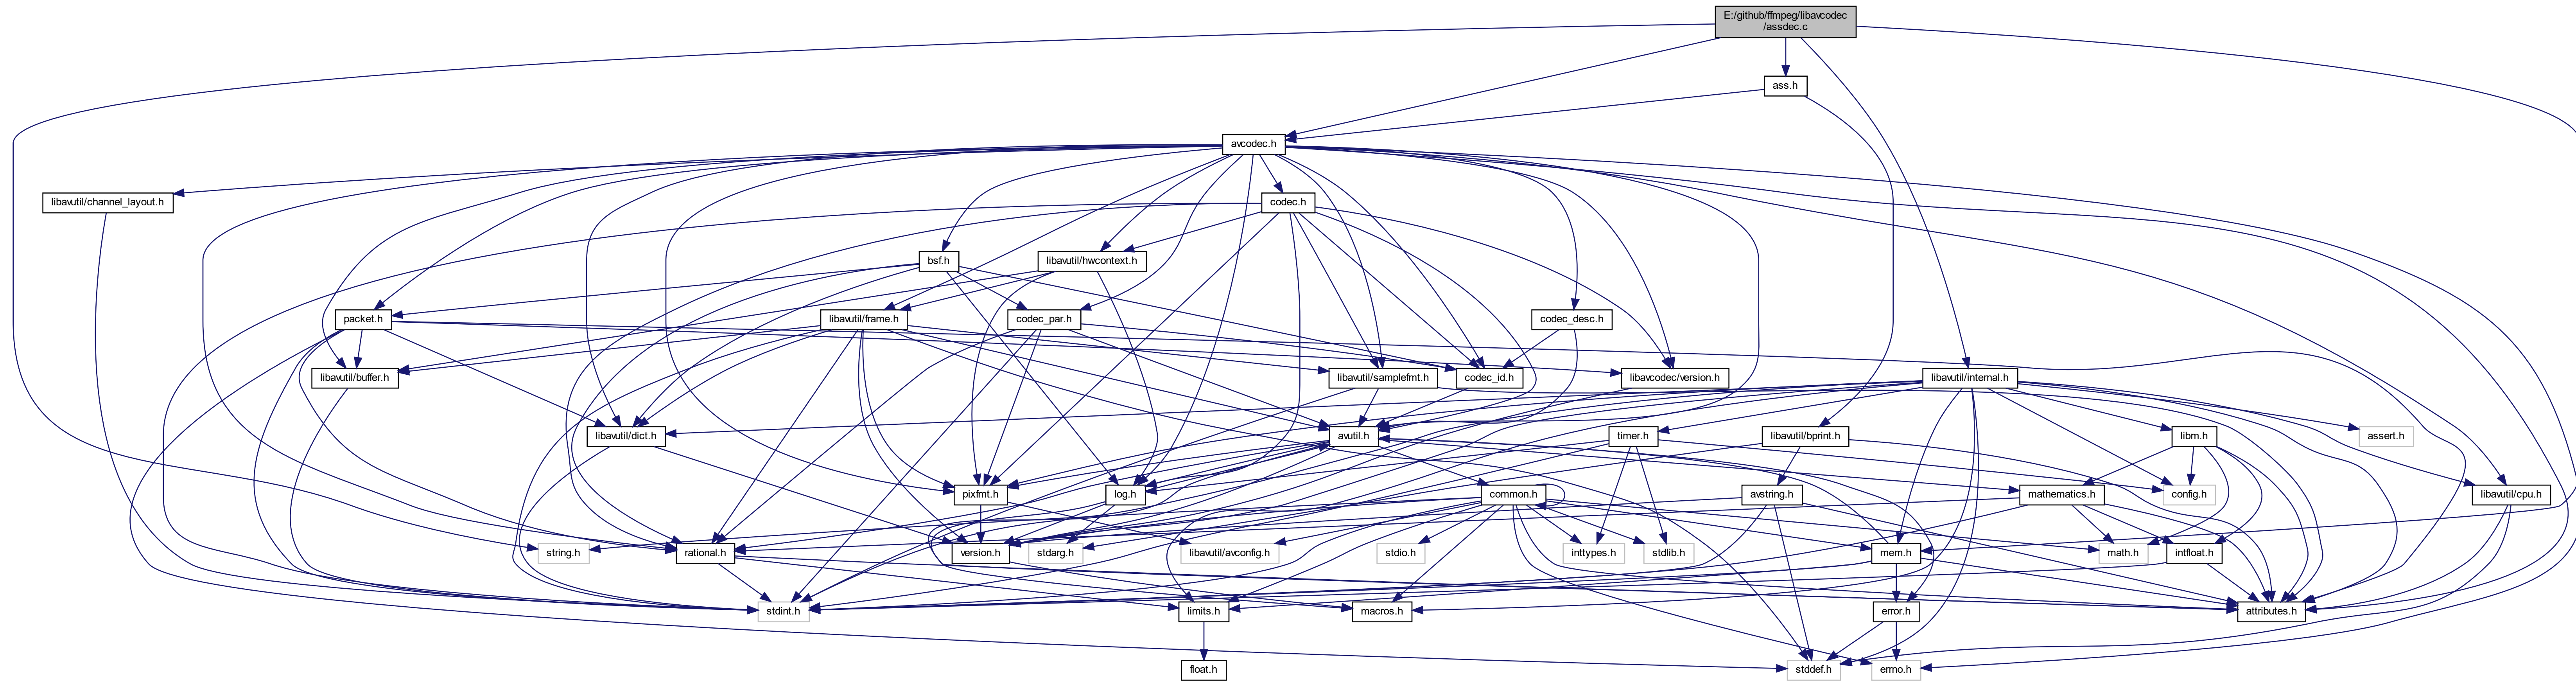 E:/github/ffmpeg/libavcodec
/assdec.c
ass.h
avcodec.h
libavutil/channel_layout.h
codec.h
bsf.h
libavutil/hwcontext.h
packet.h
libavutil/frame.h
codec_par.h
codec_desc.h
libavutil/buffer.h
libavutil/samplefmt.h
codec_id.h
libavcodec/version.h
libavutil/internal.h
libavutil/dict.h
avutil.h
timer.h
libavutil/bprint.h
libm.h
assert.h
pixfmt.h
log.h
common.h
avstring.h
mathematics.h
config.h
libavutil/cpu.h
string.h
rational.h
version.h
stdarg.h
libavutil/avconfig.h
stdio.h
inttypes.h
stdlib.h
mem.h
math.h
intfloat.h
stdint.h
limits.h
macros.h
error.h
attributes.h
float.h
stddef.h
errno.h